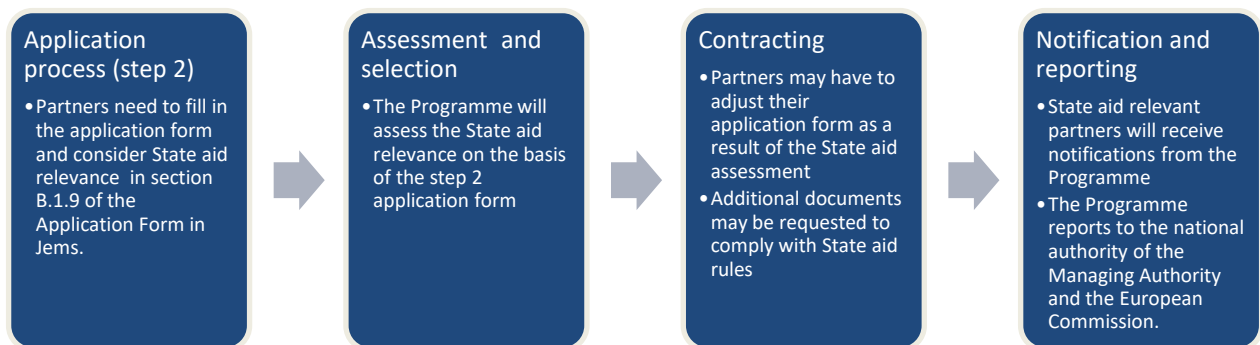 Application
process (step 2)
•Partners need to fill in
the application form
and consider State aid
relevance in section
B.1.9 of the
Application Form in
Jems.
Assessment and
selection
•The Programme will
assess the State aid
relevance on the basis
of the step 2
application form
Contracting
•Partners may have to
adjust their
application form as a
result of the State aid
assessment
•Additional documents
may be requested to
comply with State aid
rules
Notification and
reporting
•State aid relevant
partners will receive
notifications from the
Programme
•The Programme
reports to the national
authority of the
Managing Authority
and the European
Commission.